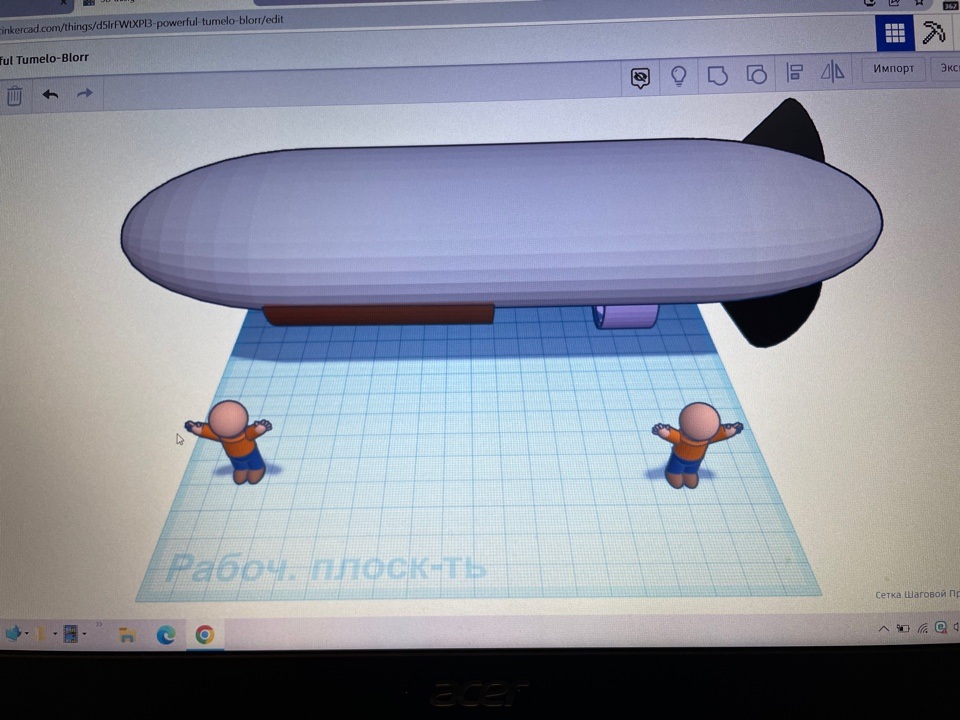 inkercad.com/things/d5lrFWtXPl3-powerful-tumelo-blorr/edit
ful Tumelo-Blorr
Импорт
Экс
Рабоч. плоск-ть
Сетка Шаговой Пр
acer